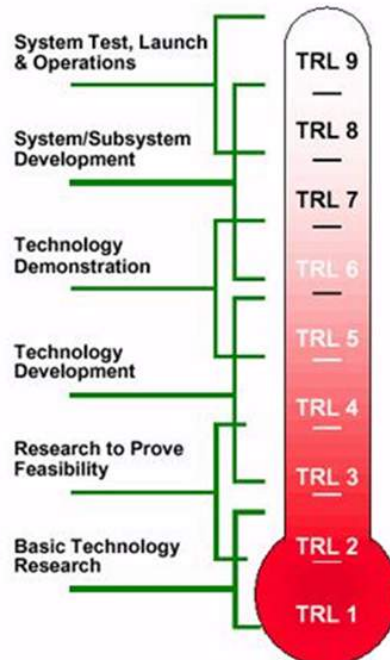 System Test, Launch
& Operations
System/Subsystem
Development
Technology
Demonstration
Technology
Development
Research to Prove
Feasibility
Basic Technology
Research
TRL 9
TRL 8
TRL 7
TRL 6
TRL 5
TRL 4
TRL 3
TRL 2
TRL 1